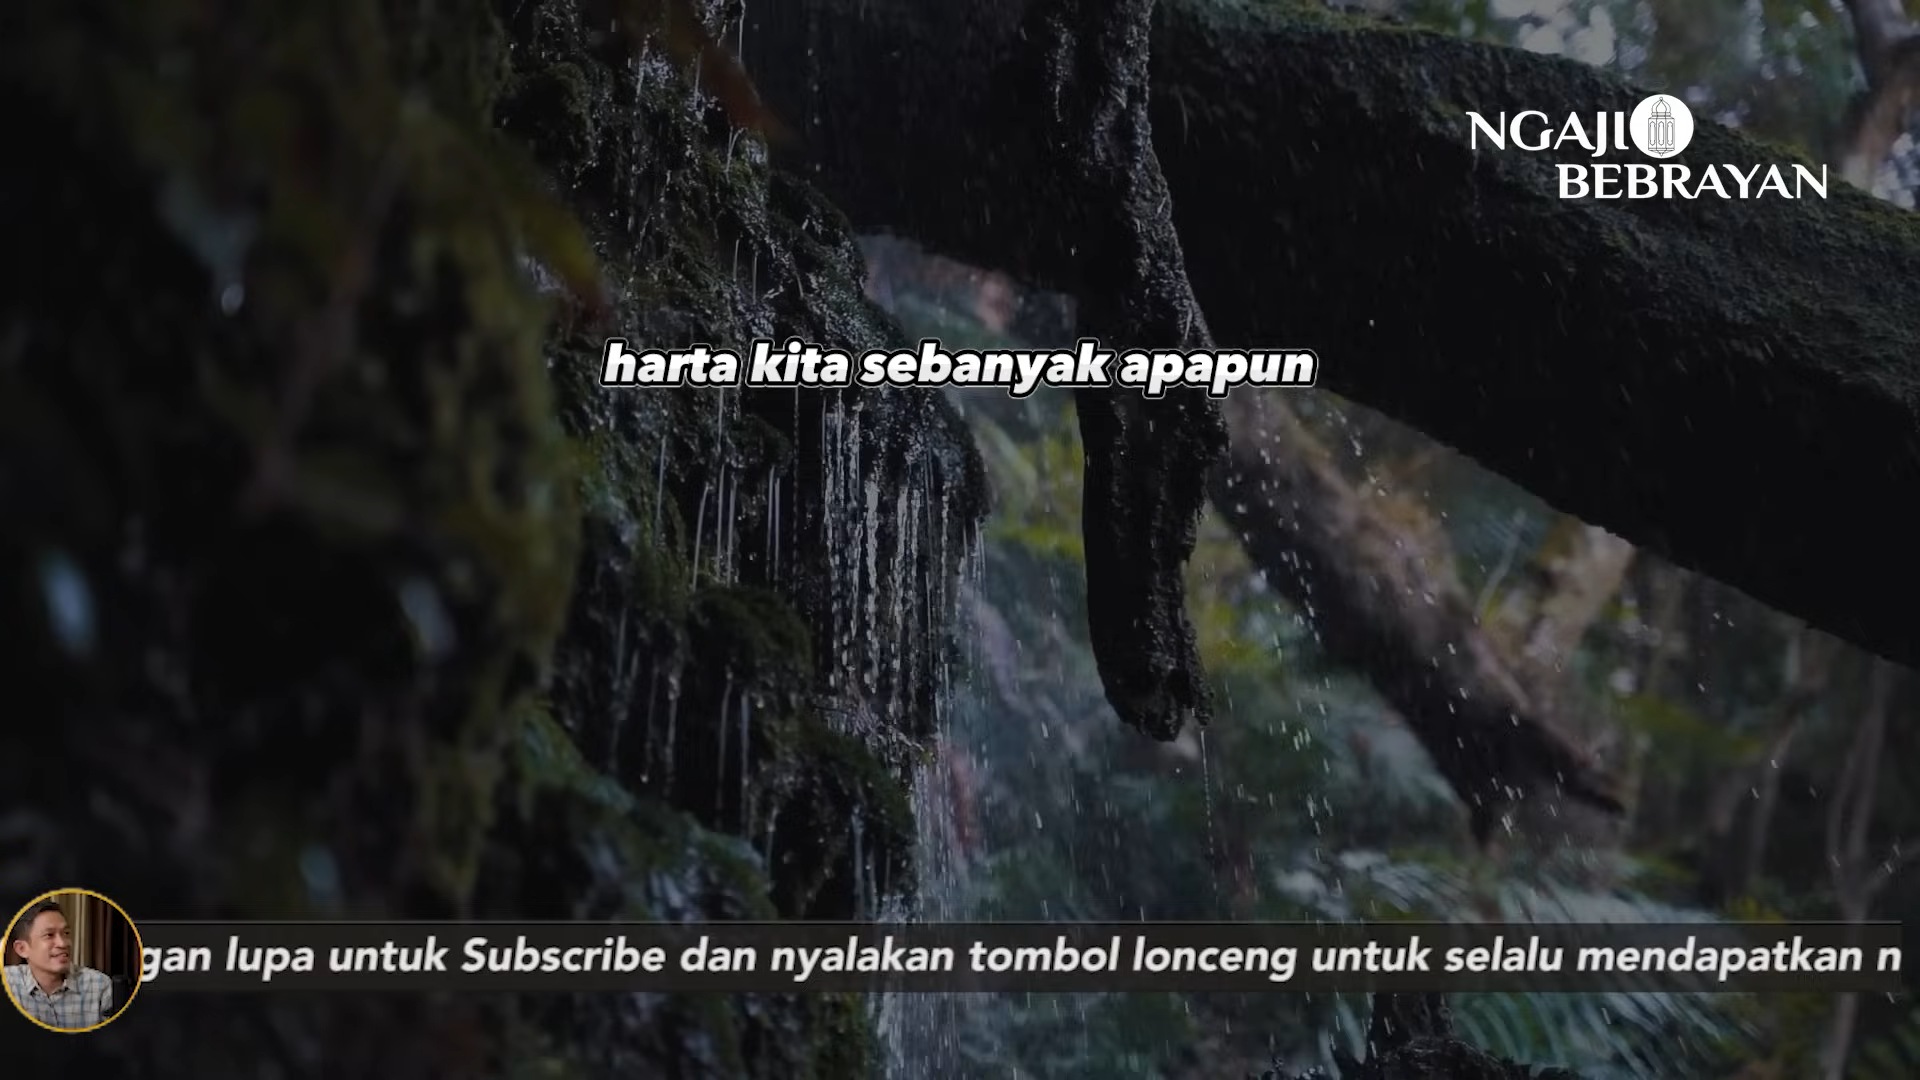 NGAJI
BEBRAYAN
harta kita sebanyak apapun
gan lupa untuk Subscribe dan nyalakan tombol lonceng untuk selalu mendapatkan n